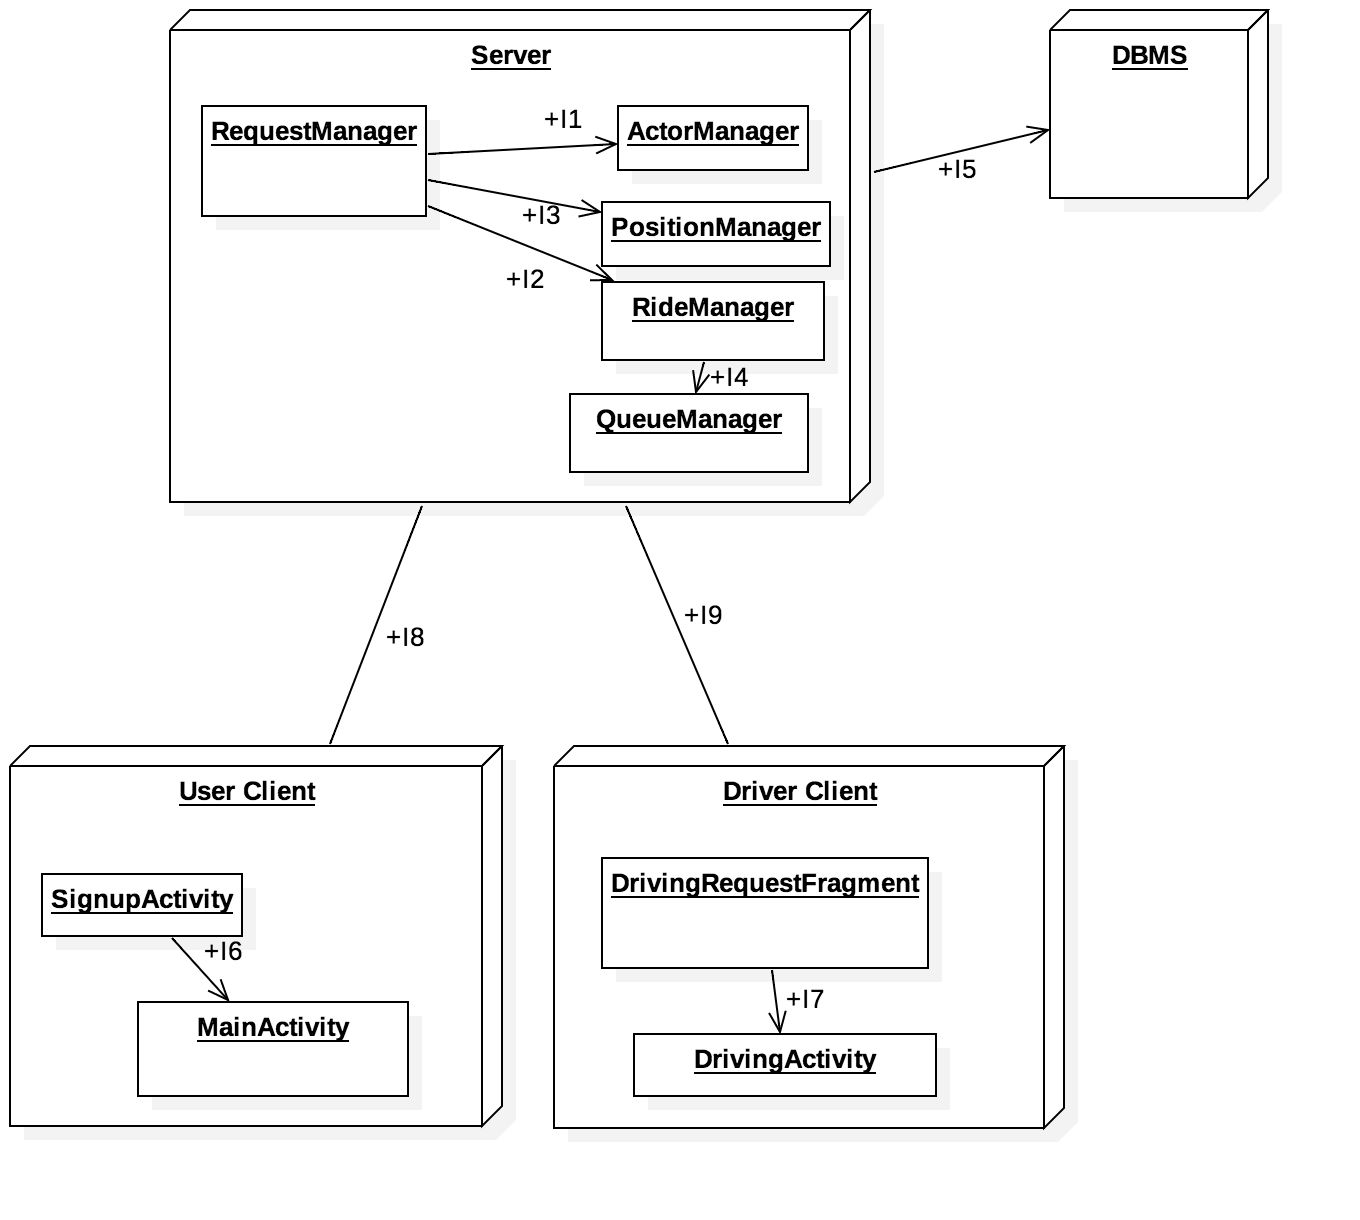 Server
DBMS
RequestManager
+I1
ActorManager
+I5
+I3
PositionManager
+I2
RideManager
+I4
QueueManager
+I8
+I9
User Client
Driver Client
SignupActivity
+I6
MainActivity
DrivingRequestFragment
+I7
DrivingActivity